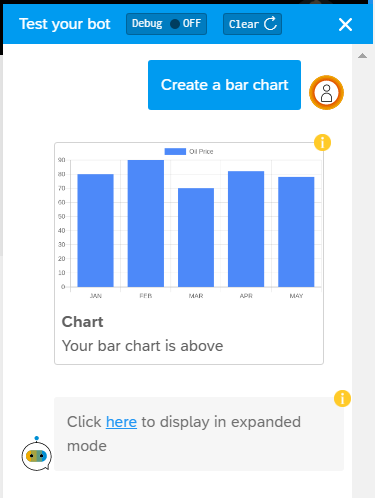 Test your bot Debug OFF Clear
Create a bar chart
Oil Price
90
80
70
60
50
40
30
20
10
0
JAN FEB MAR APR MAY
Chart
Your bar chart is above
Click here to display in expanded
mode